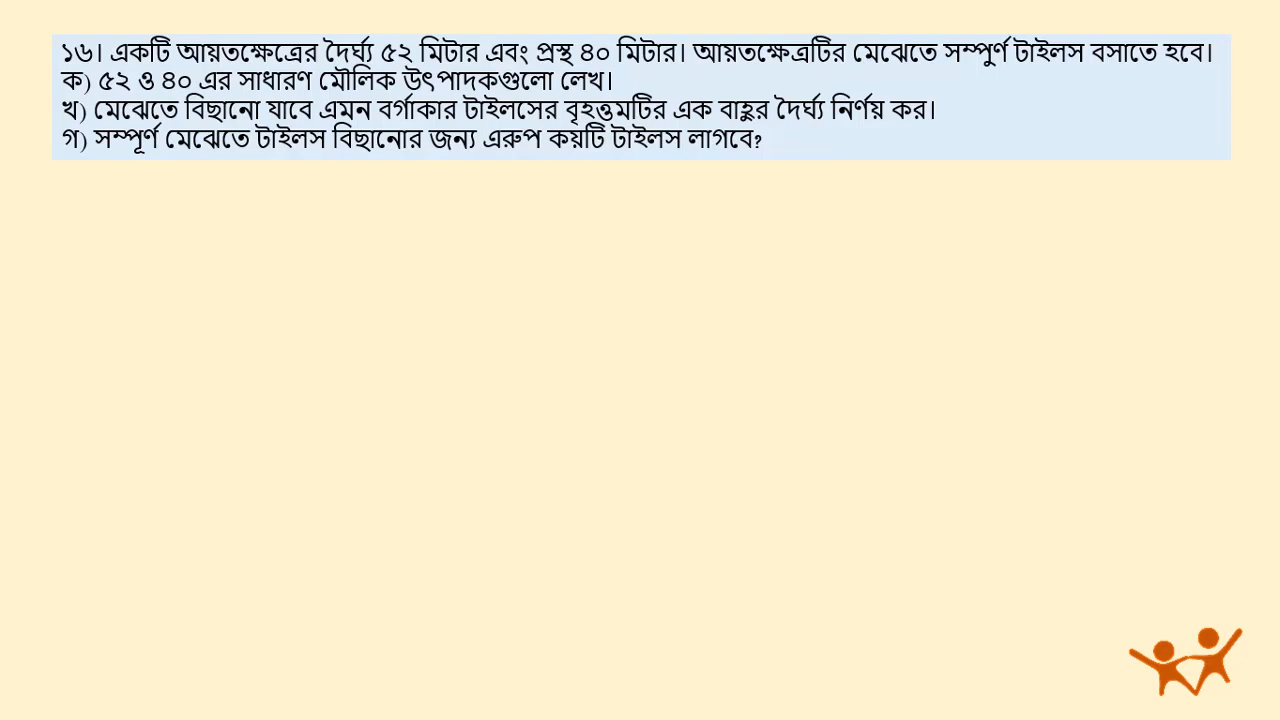 ১৬। একটি আয়তক্ষেত্রের দৈর্ঘ্য ৫২ মিটার এবং প্রস্থ ৪০ মিটার। আয়তক্ষেত্রটির মেঝেতে সম্পুর্ণ টাইলস বসাতে হবে।
ক) ৫২ ও ৪০ এর সাধারণ মৌলিক উৎপাদকগুলো লেখ।
খ) মেঝেতে বিছানো যাবে এমন বর্গাকার টাইলসের বৃহত্তমটির এক বাহুর দৈর্ঘ্য নির্ণয় কর।
গ) সম্পূর্ণ মেঝেতে টাইলস বিছানোর জন্য এরুপ কয়টি টাইলস লাগবে?